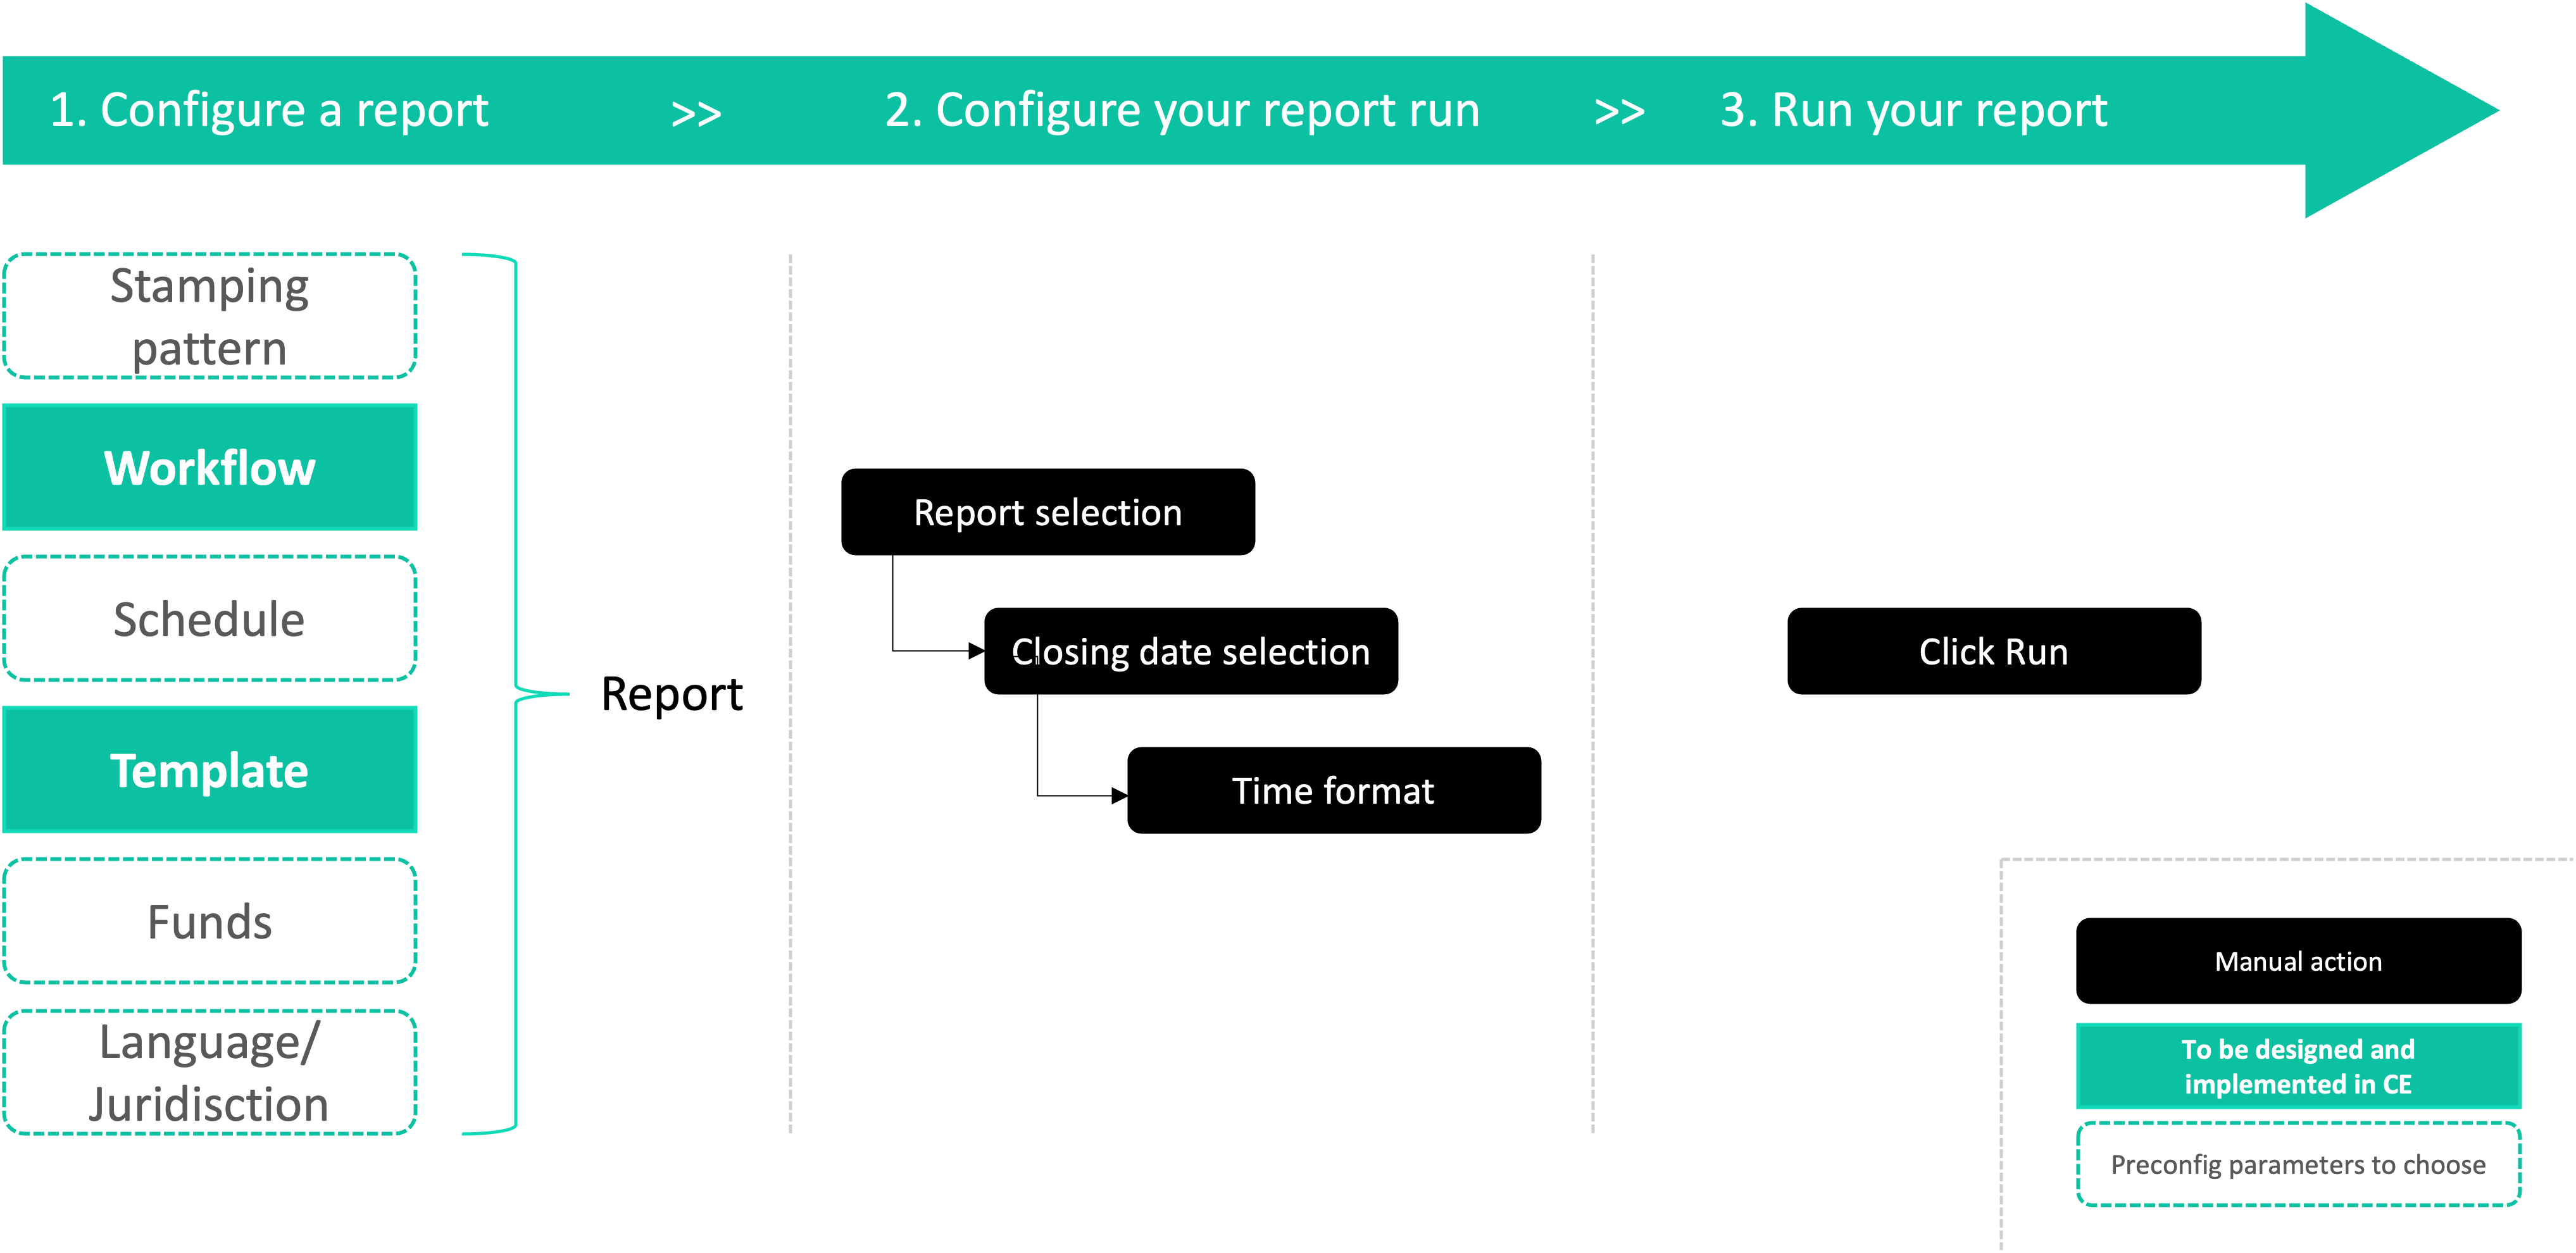 1. Configure a report >> 2. Configure your report run >> 3. Run your report
Stamping
pattern
Workflow
Schedule
Template
Funds
Language/
Juridisction
Report
Report selection
Closing date selection
Time format
Click Run
Manual action
To be designed and
implemented in CE
Preconfig parameters to choose